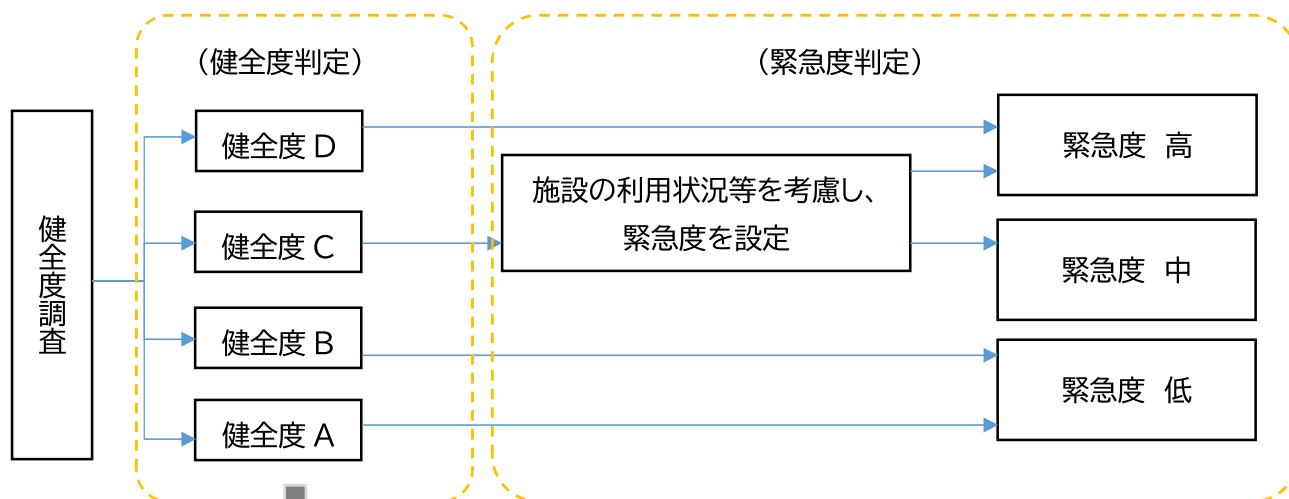 （健全度判定）
（緊急度判定）
健全度調査
健全度 D
健全度 C
健全度 B
健全度 A
施設の利用状況等を考慮し、
緊急度を設定
緊急度　高
緊急度　中
緊急度　低